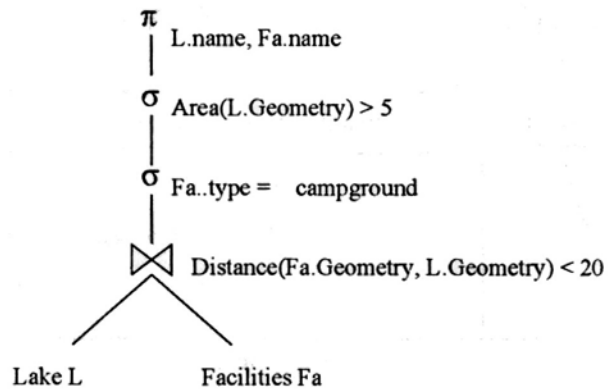 π
L.name, Fa.name
σ
Area(L.Geometry) > 5
σ
Fa..type = campground
Distance(Fa.Geometry, L.Geometry) < 20
Lake L Facilities Fa